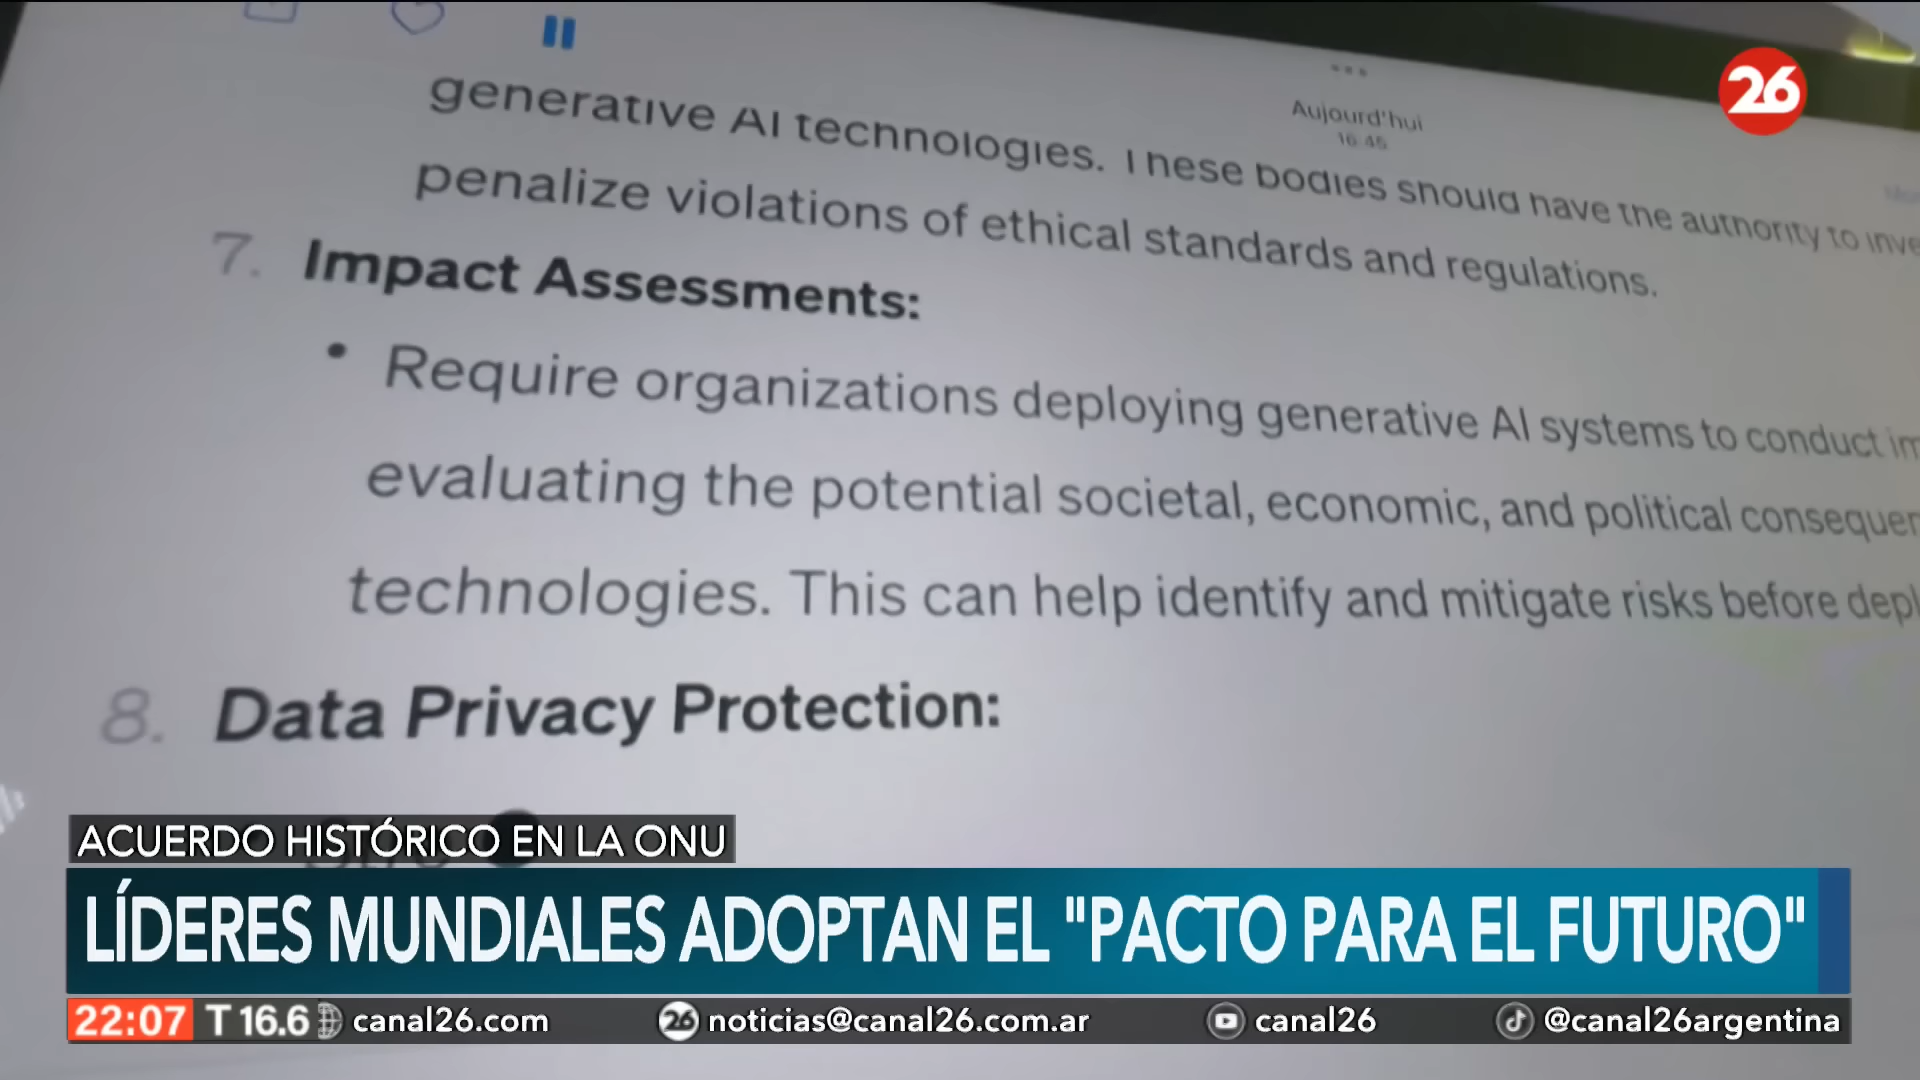 26
Aujourd'hui
16:45
generative AI technologies. These bodies should have the authority to
penalize violations of ethical standards and regulations.
7. Impact Assessments:
• Require organizations deploying generative AI systems to conduct
evaluating the potential societal, economic, and political
technologies. This can help identify and mitigate risks before
8. Data Privacy Protection:
ACUERDO HISTÓRICO EN LA ONU
LÍDERES MUNDIALES ADOPTAN EL "PACTO PARA EL FUTURO"
22:07 T 16.6 canal26.com 26 noticias@canal26.com.ar canal26 @canal26argentina